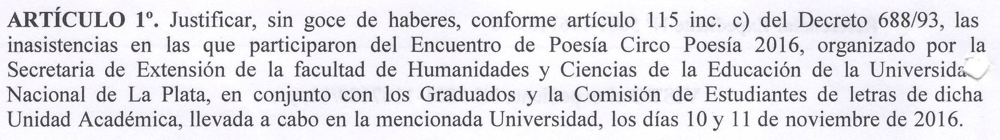 ARTÍCULO 1º. Justificar, sin goce de haberes, conforme artículo 115 inc. c) del Decreto 688/93, las
inasistencias en las que participaron del Encuentro de Poesía Circo Poesía 2016, organizado por la
Secretaria de Extensión de la facultad de Humanidades y Ciencias de la Educación de la Universida
Nacional de La Plata, en conjunto con los Graduados y la Comisión de Estudiantes de letras de dicha
Unidad Académica, llevada a cabo en la mencionada Universidad, los días 10 y 11 de noviembre de 2016.